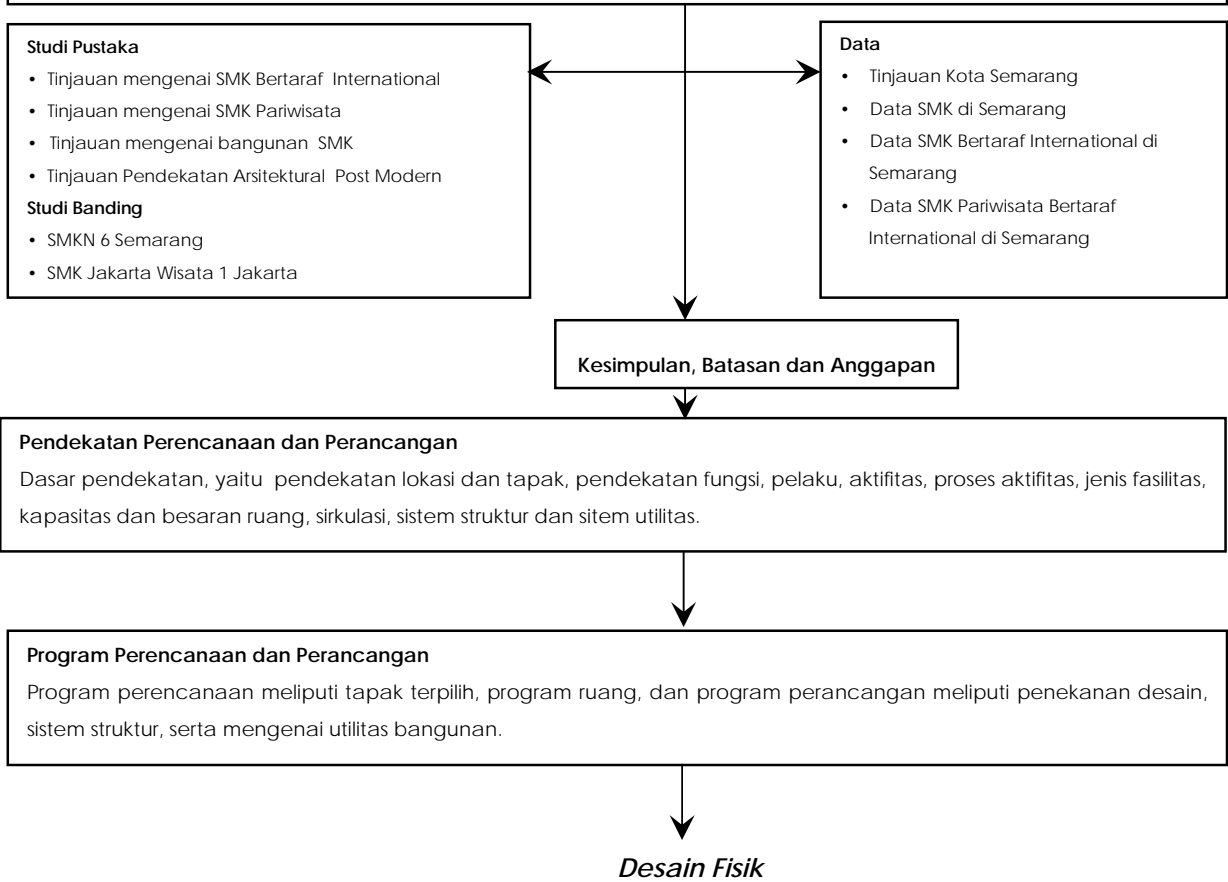 Studi Pustaka
• Tinjauan mengenai SMK Bertaraf International
• Tinjauan mengenai SMK Pariwisata
• Tinjauan mengenai bangunan SMK
• Tinjauan Pendekatan Arsitektural Post Modern
Studi Banding
• SMKN 6 Semarang
• SMK Jakarta Wisata 1 Jakarta
Data
• Tinjauan Kota Semarang
• Data SMK di Semarang
• Data SMK Bertaraf International di
Semarang
• Data SMK Pariwisata Bertaraf
International di Semarang
Kesimpulan, Batasan dan Anggapan
Pendekatan Perencanaan dan Perancangan
Dasar pendekatan, yaitu pendekatan lokasi dan tapak, pendekatan fungsi, pelaku, aktifitas, proses aktifitas, jenis fasilitas,
kapasitas dan besaran ruang, sirkulasi, sistem struktur dan sitem utilitas.
Program Perencanaan dan Perancangan
Program perencanaan meliputi tapak terpilih, program ruang, dan program perancangan meliputi penekanan desain,
sistem struktur, serta mengenai utilitas bangunan.
Desain Fisik